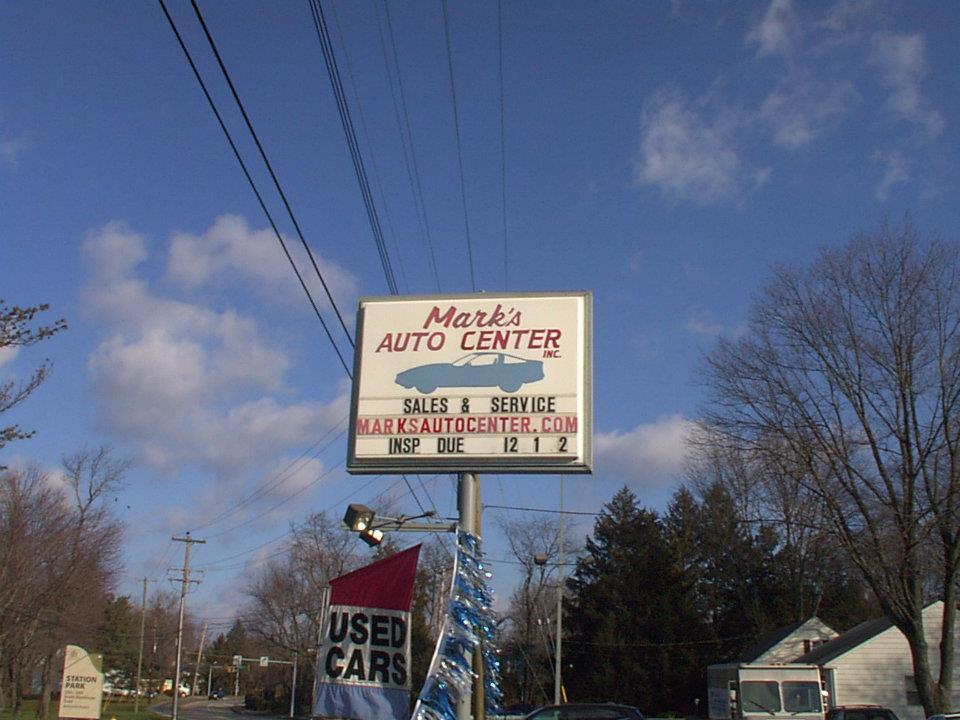 Mark's
AUTO CENTER
INC.
SALES & SERVICE
MARKSAUTOCENTER.COM
INSP DUE 12 1 2
USED
CARS
STATION
PARK